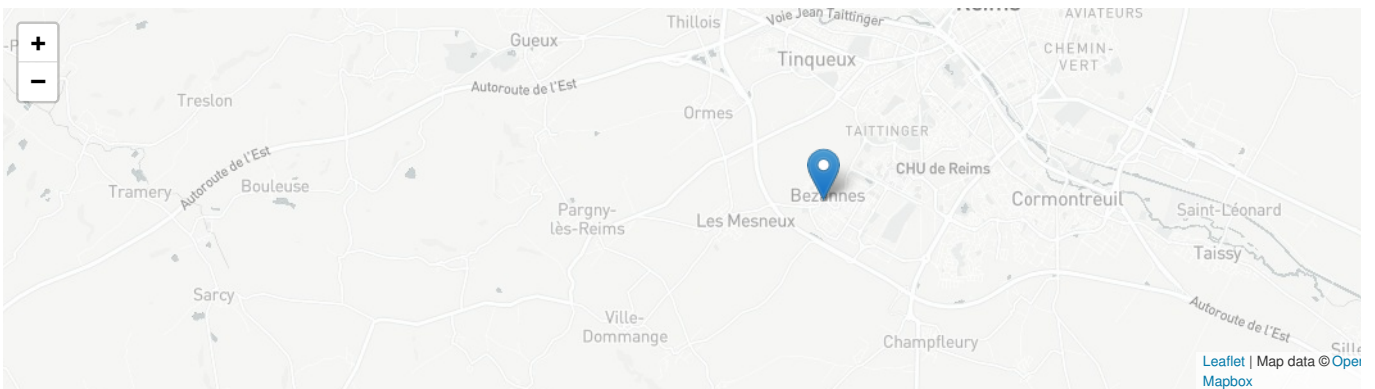 +
−
Thillois
Voie Jean Taittinger
AVIATEURS
Gueux
CHEMIN-
VERT
Tinqueux
Autoroute de l'Est
Treslon
Ormes
TAITTINGER
Autoroute de l'Est
CHU de Reims
Tramery
Bouleuse
Bezannes
Cormontreuil
Pargny-
lès-Reims
Les Mesneux
Saint-Léonard
Taissy
Sarcy
Ville-
Dommange
Autoroute de l'Est
Champfleury
Leaflet | Map data © Oper
Mapbox